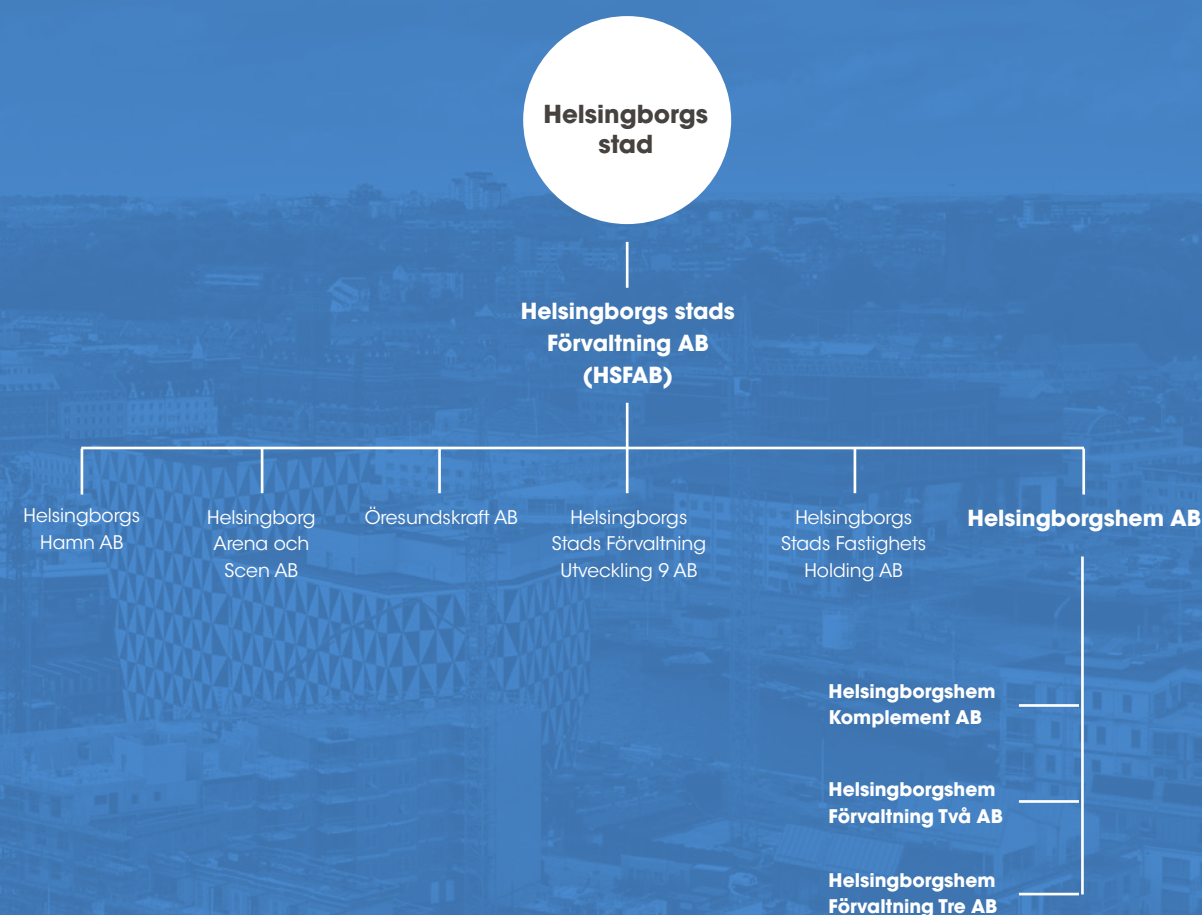 Helsingborgs
stad
Helsingborgs stads
Förvaltning AB
(HSFAB)
Helsingborgs
Hamn AB
Helsingborg
Arena och
Scen AB
Öresundskraft AB
Helsingborgs
Stads Förvaltning
Utveckling 9 AB
Helsingborgs
Stads Fastighets
Holding AB
Helsingborgshem AB
Helsingborgshem
Komplement AB
Helsingborgshem
Förvaltning Två AB
Helsingborgshem
Förvaltning Tre AB